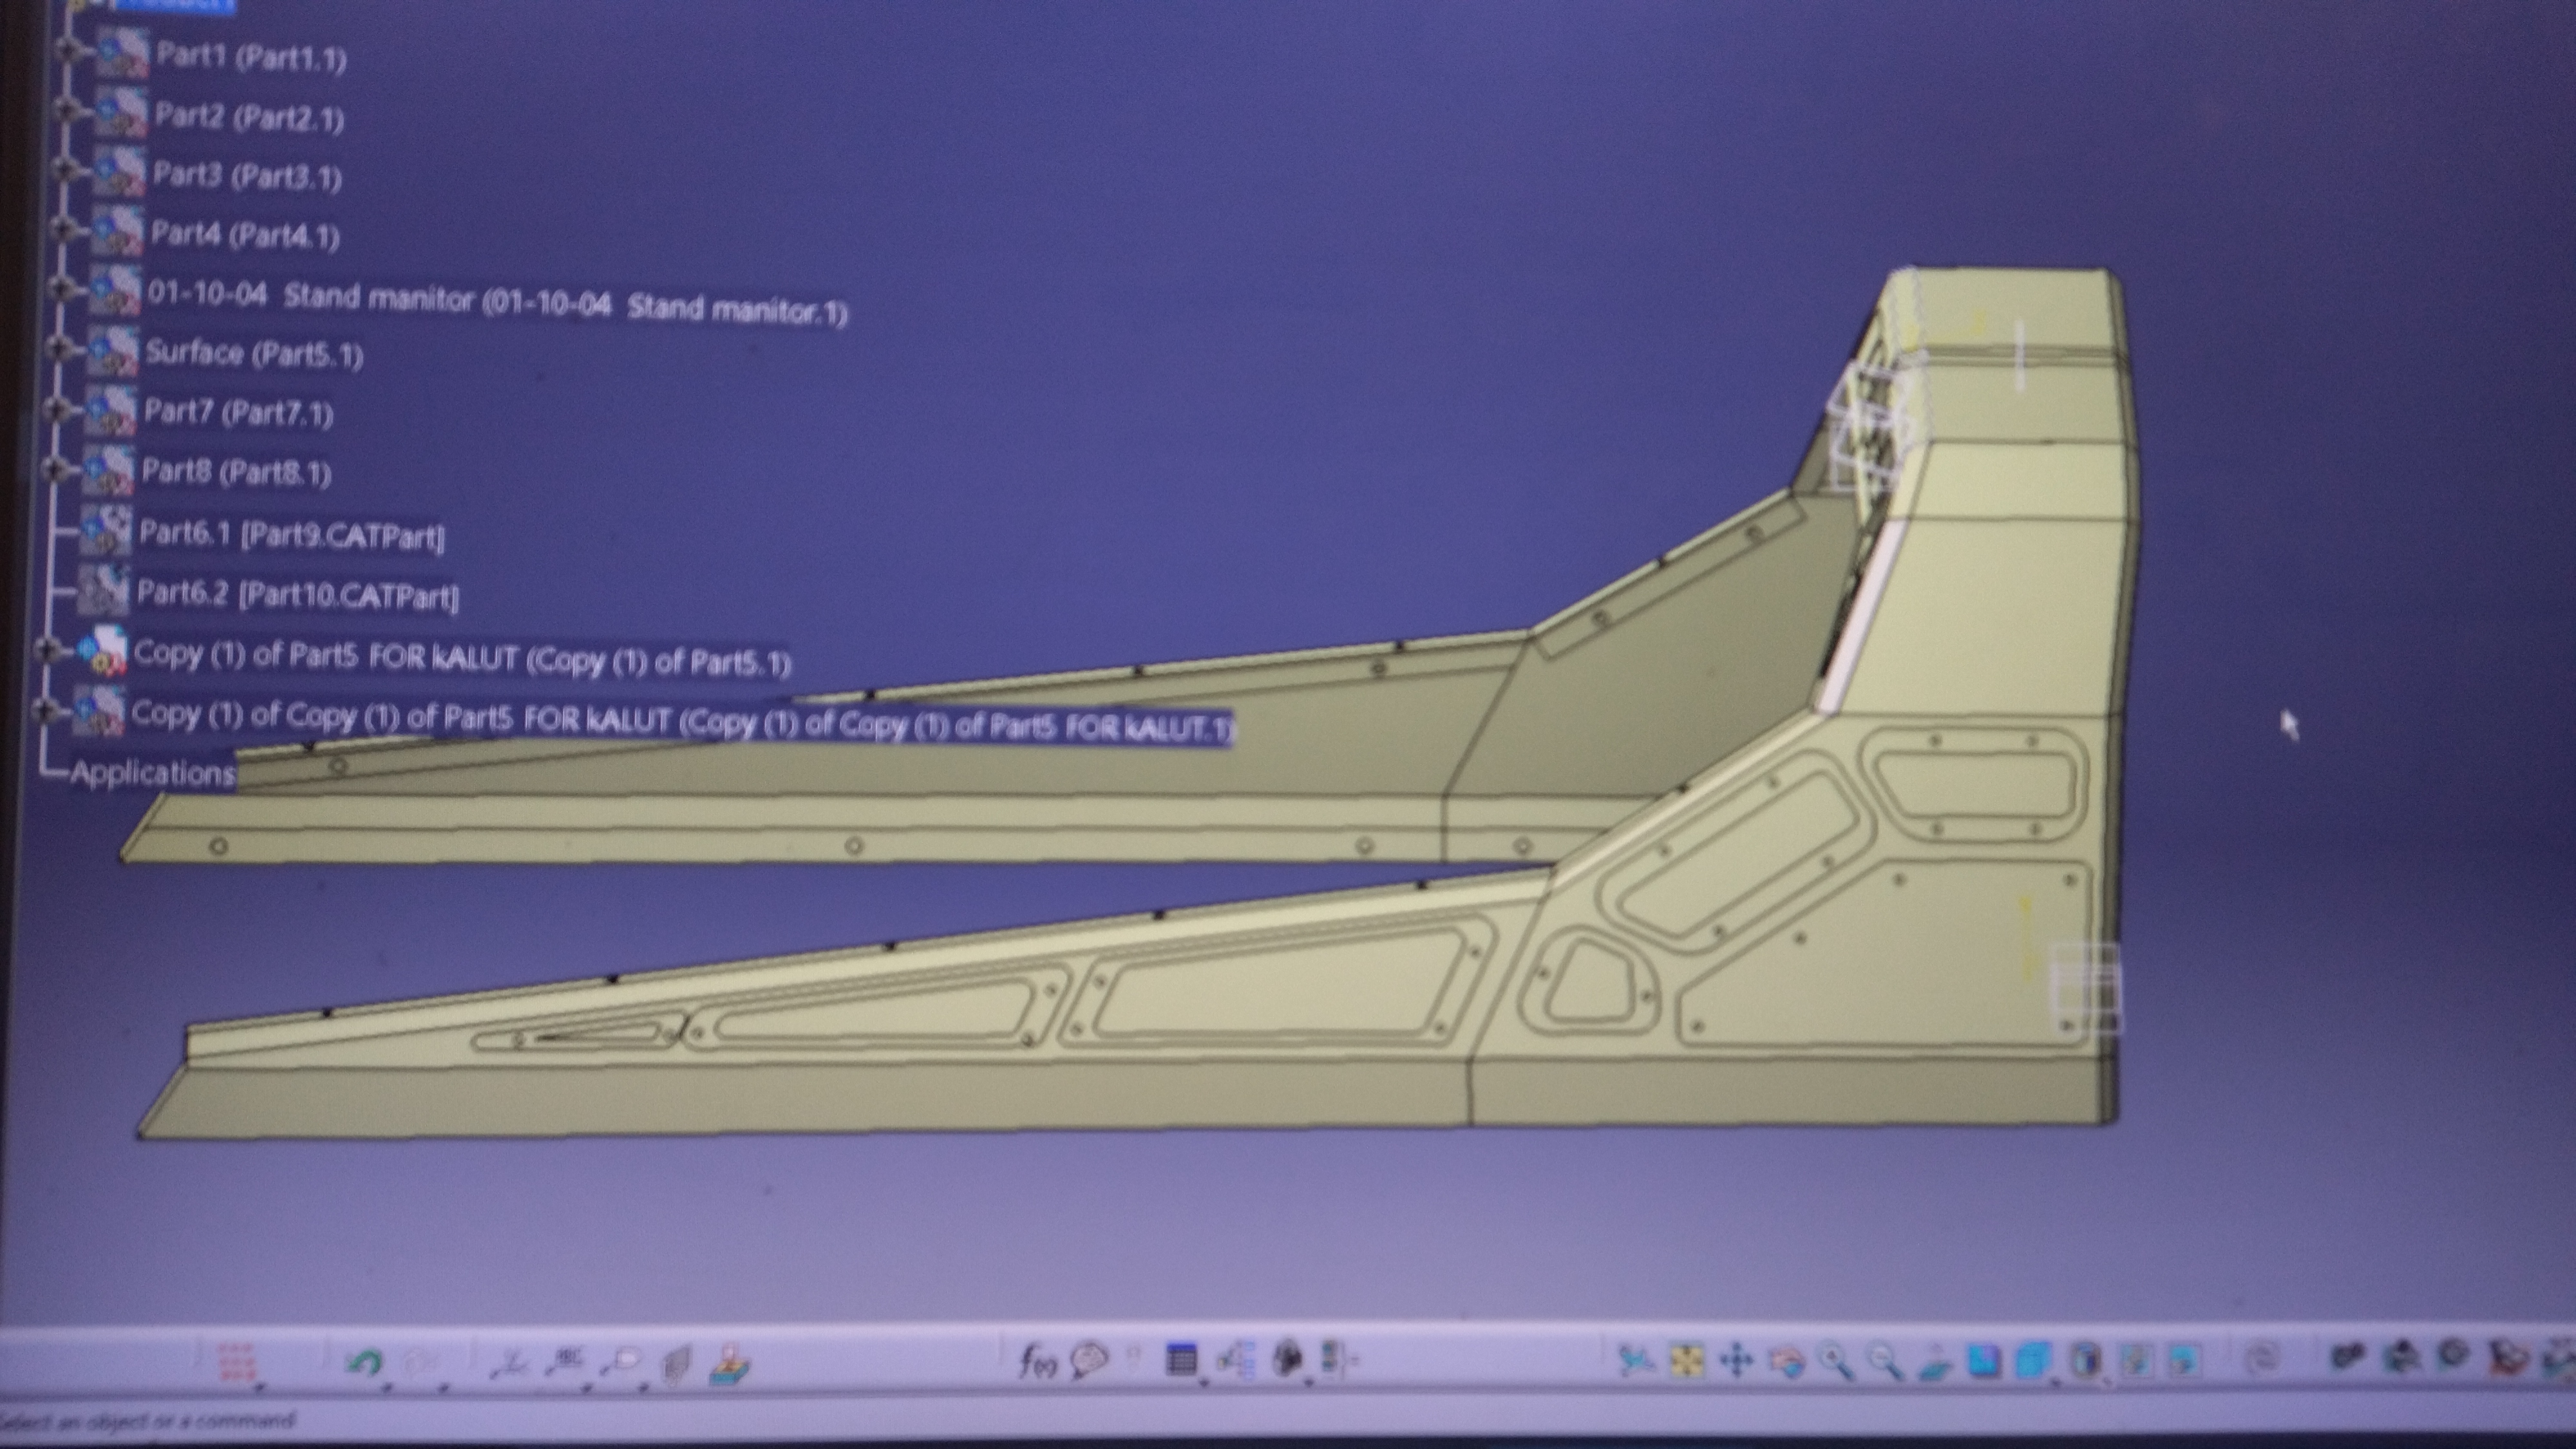 Product1
Part1 (Part1.1)
Part2 (Part2.1)
Part3 (Part3.1)
Part4 (Part4.1)
01-10-04 Stand manitor (01-10-04 Stand manitor.1)
Surface (Part5.1)
Part7 (Part7.1)
Part8 (Part8.1)
Part6.1 [Part9.CATPart]
Part6.2 [Part10.CATPart]
Copy (1) of Part5 FOR kALUT (Copy (1) of Part5.1)
Copy (1) of Copy (1) of Part5 FOR kALUT (Copy (1) of Copy (1) of Part5 FOR kALUT.1)
Applications
ABC
f(x)
Select an object or a command